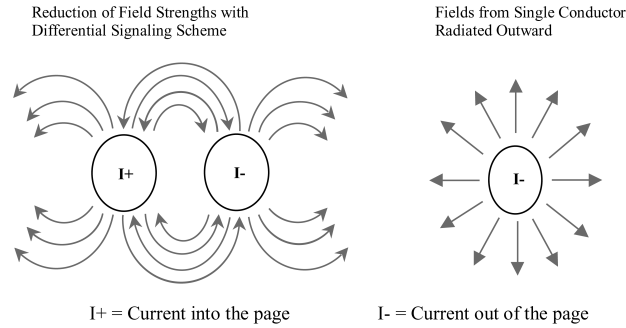 Reduction of Field Strengths with
Differential Signaling Scheme
Fields from Single Conductor
Radiated Outward
I+
I-
I-
I+ = Current into the page
I- = Current out of the page